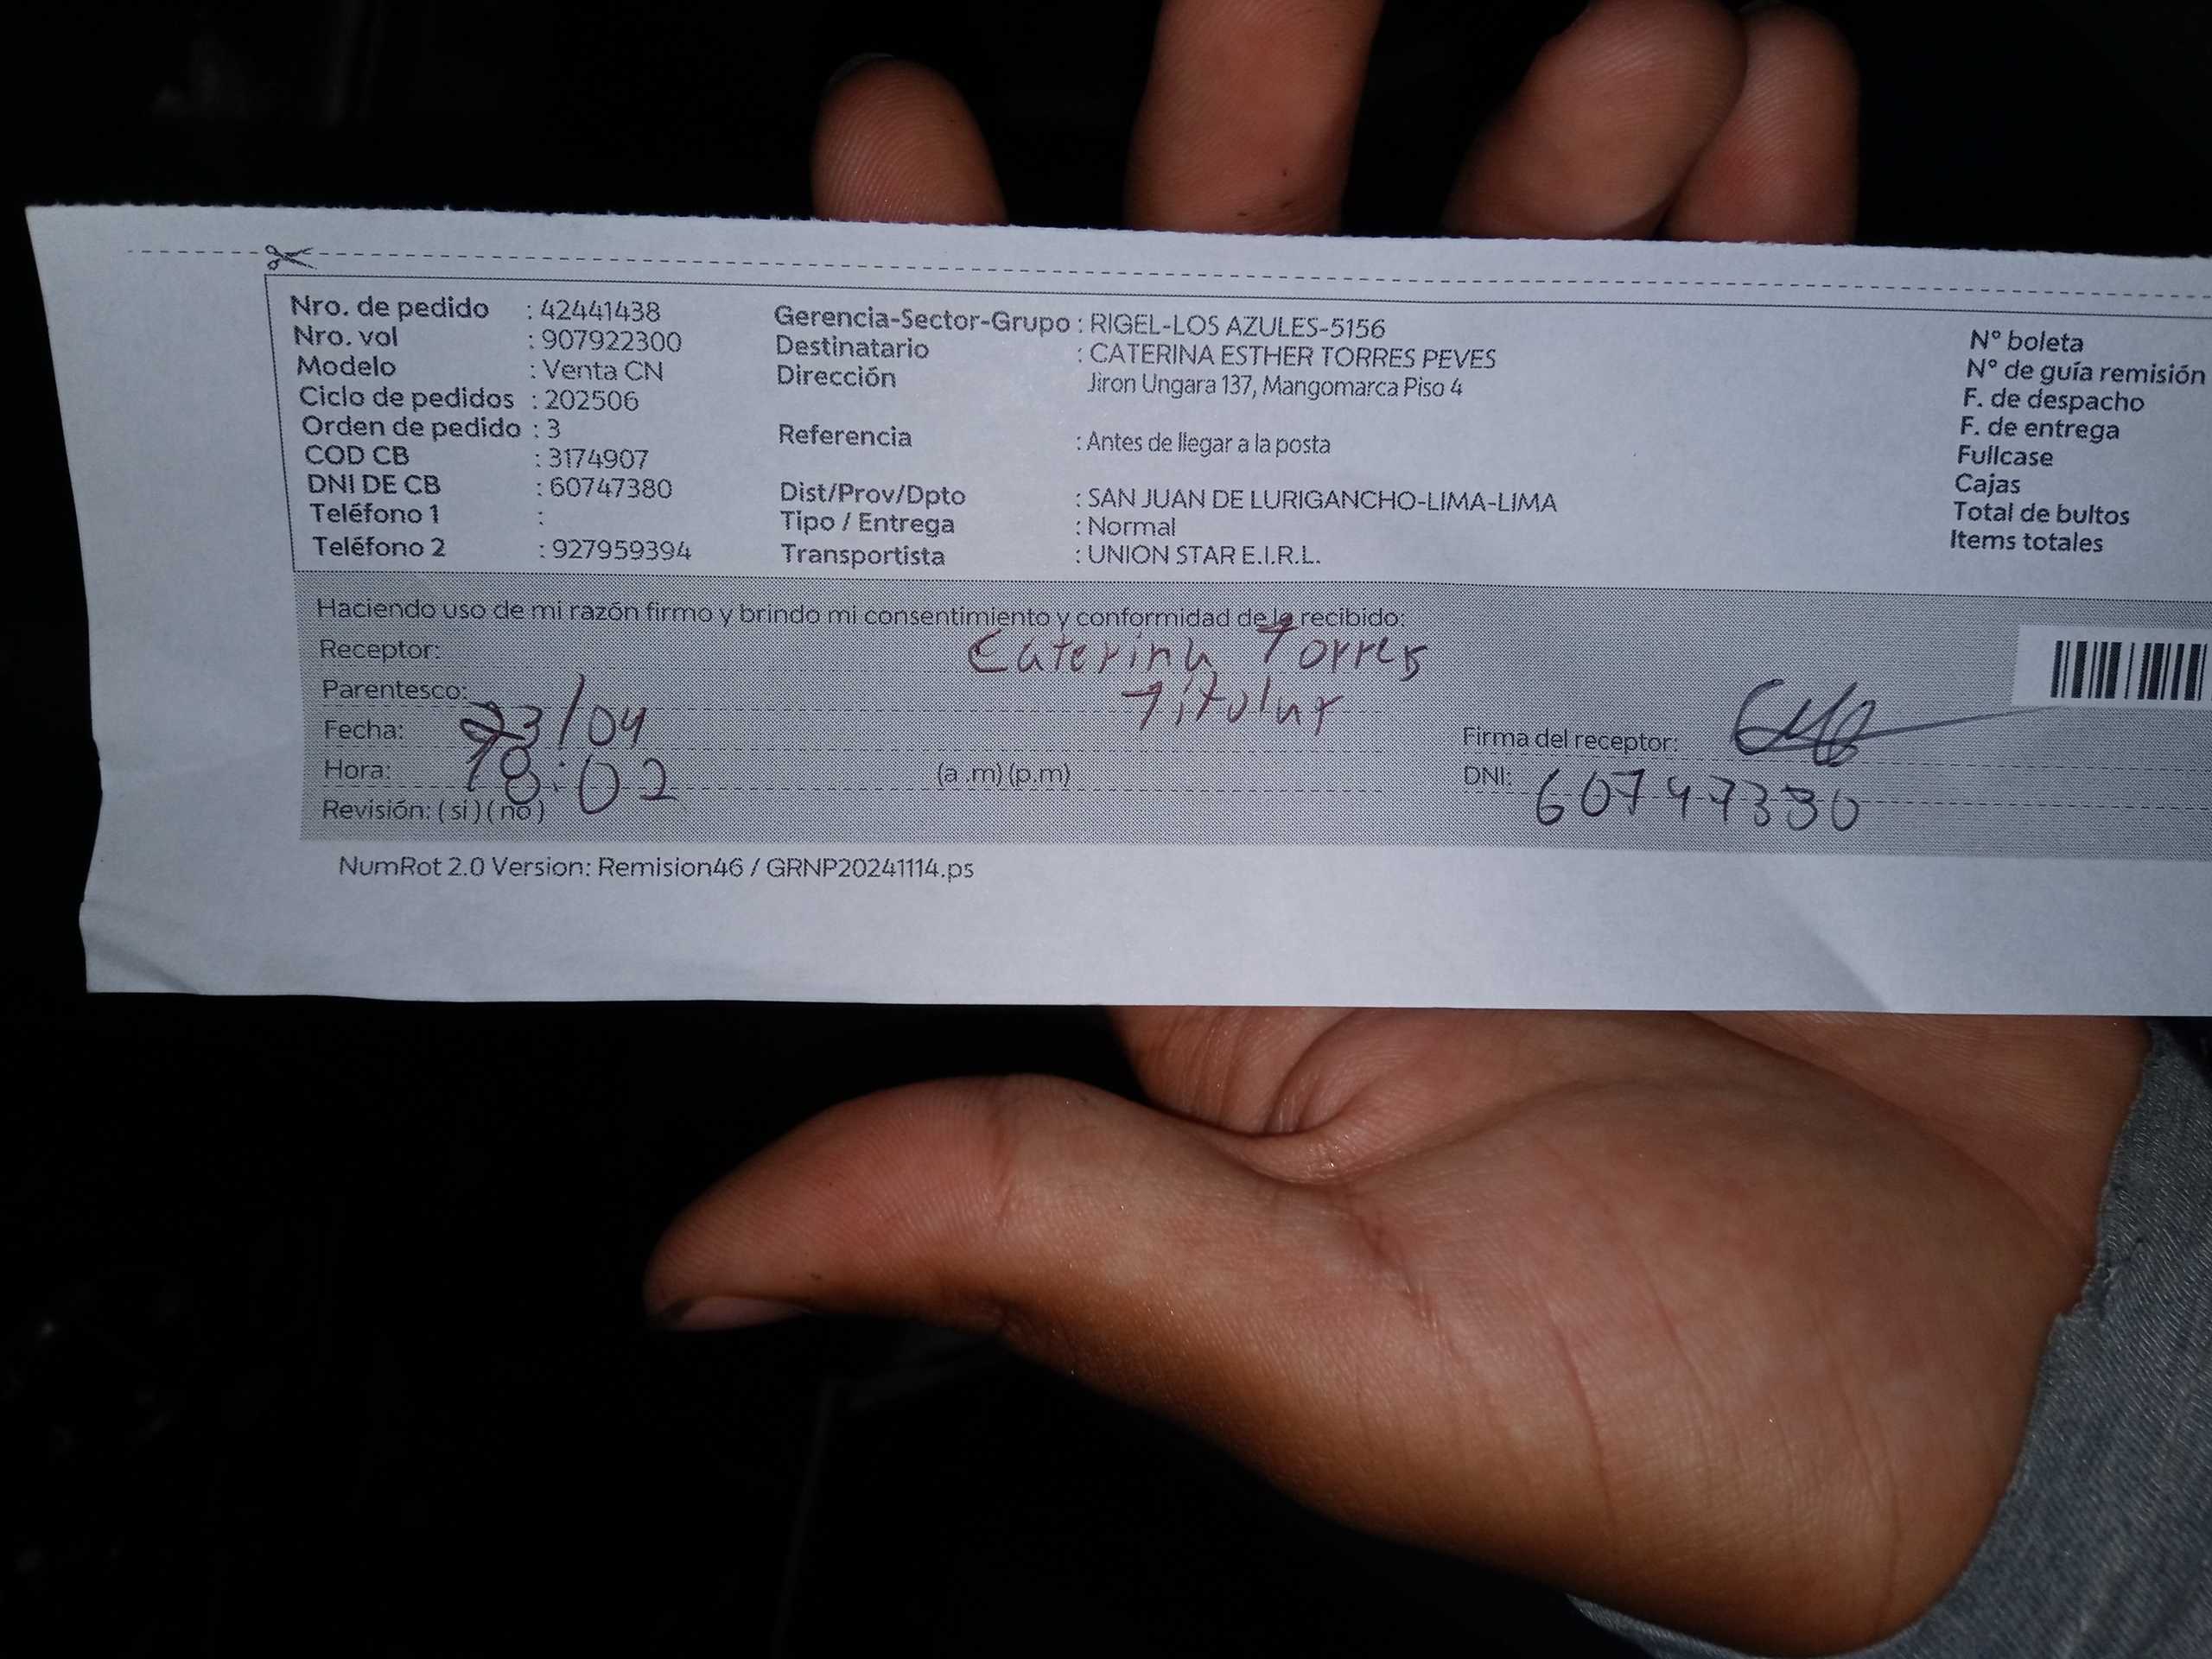 Nro. de pedido : 42441438
Nro. vol : 907922300
Modelo : Venta CN
Ciclo de pedidos : 202506
Orden de pedido : 3
COD CB : 3174907
DNI DE CB : 60747380
Teléfono 1 :
Teléfono 2 : 927959394
Gerencia-Sector-Grupo : RIGEL-LOS AZULES-5156
Destinatario : CATERINA ESTHER TORRES PEVES
Dirección Jiron Ungara 137, Mangomarca Piso 4
Referencia : Antes de llegar a la posta
Dist/Prov/Dpto : SAN JUAN DE LURIGANCHO-LIMA-LIMA
Tipo / Entrega : Normal
Transportista : UNION STAR E.I.R.L.
N° boleta
N° de guía remisión
F. de despacho
F. de entrega
Fullcase
Cajas
Total de bultos
Items totales
Haciendo uso de mi razón firmo y brindo mi consentimiento y conformidad de lo recibido:
Receptor: Caterina Torres
Parentesco: Titular
Fecha: 23/04
Hora: 18:02 (a .m) (p.m)
Revisión: ( si ) ( no )
Firma del receptor:
DNI: 60747380
NumRot 2.0 Version: Remision46 / GRNP20241114.ps